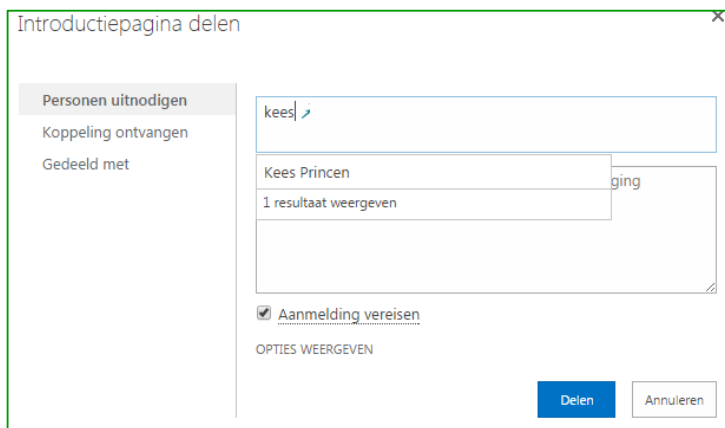 Introductiepagina delen
Personen uitnodigen
Koppeling ontvangen
Gedeeld met
kees
Kees Princen
ging
1 resultaat weergeven
Aanmelding vereisen
OPTIES WEERGEVEN
Delen
Annuleren